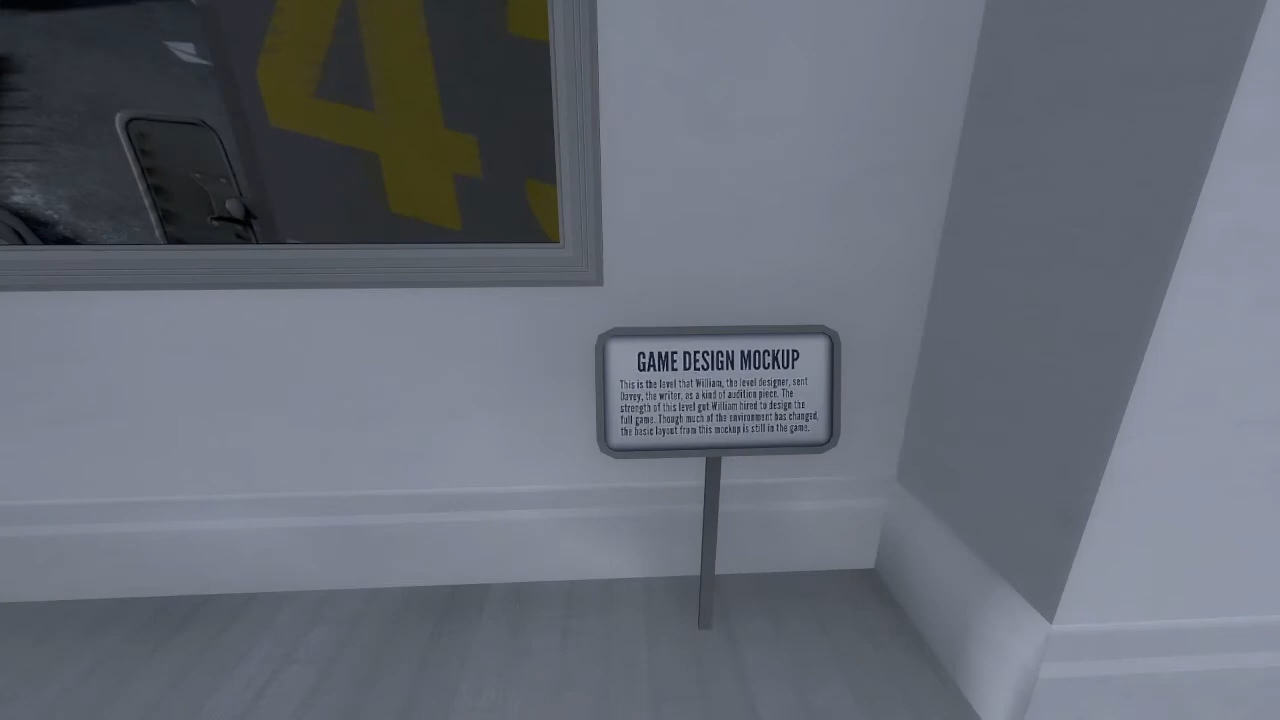 4
GAME DESIGN MOCKUP
This is the level that William, the level designer, sent
Davey, the writer, as a kind of audition piece. The
strength of this level got William hired to design the
full game. Though much of the environment has changed,
the basic layout from this mockup is still in the game.